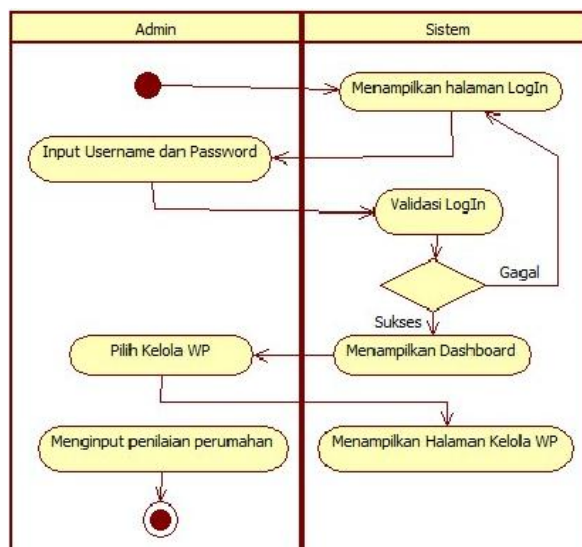 Admin
Sistem
Menampilkan halaman LogIn
Input Username dan Password
Validasi LogIn
Gagal
Sukses
Pilih Kelola WP
Menampilkan Dashboard
Menginput penilaian perumahan
Menampilkan Halaman Kelola WP